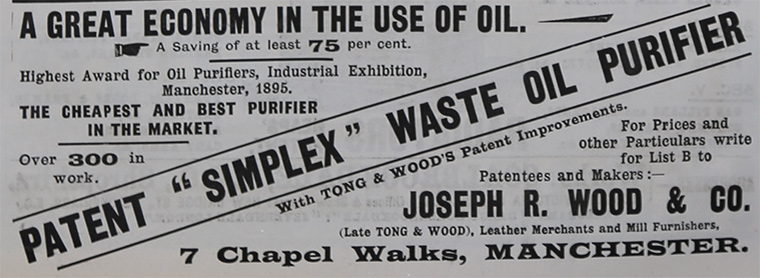 A GREAT ECONOMY IN THE USE OF OIL.
A Saving of at least 75 per cent.
Highest Award for Oil Purifiers, Industrial Exhibition,
Manchester, 1895.
THE CHEAPEST AND BEST PURIFIER
IN THE MARKET.
Over 300 in
work.
PATENT "SIMPLEX" WASTE OIL PURIFIER
With TONG & WOOD'S Patent Improvements.
For Prices and
other Particulars write
for List B to
Patentees and Makers:—
JOSEPH R. WOOD & CO.
(Late TONG & WOOD), Leather Merchants and Mill Furnishers,
7 Chapel Walks, MANCHESTER.